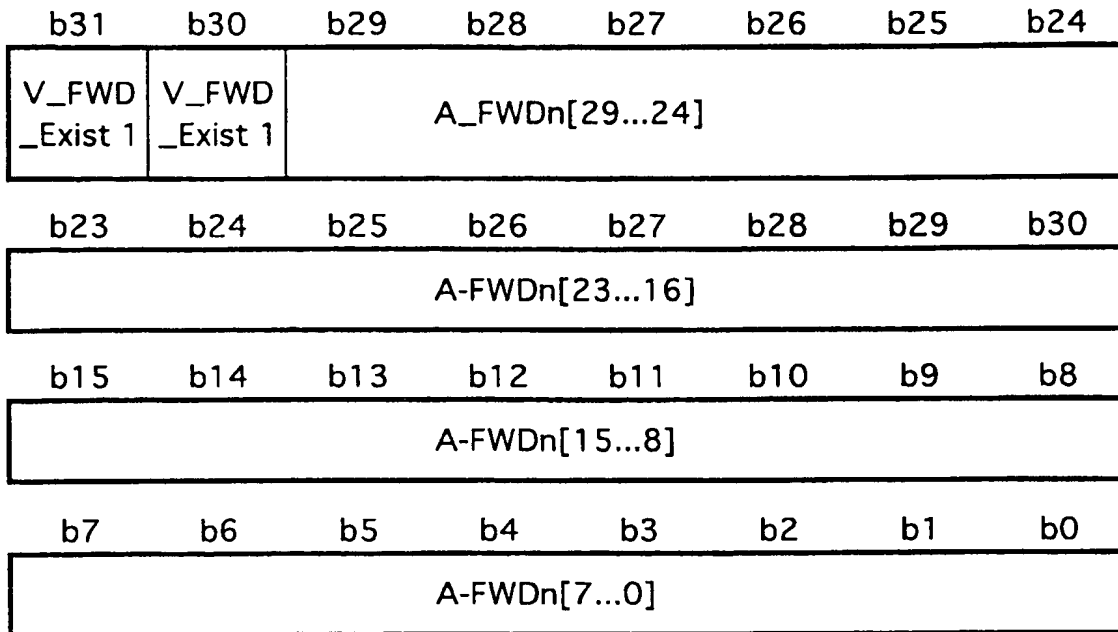 b31 b30 b29 b28 b27 b26 b25 b24
V_FWD V_FWD
_Exist 1 _Exist 1
A_FWDn[29...24]
b23 b24 b25 b26 b27 b28 b29 b30
A-FWDn[23...16]
b15 b14 b13 b12 b11 b10 b9 b8
A-FWDn[15...8]
b7 b6 b5 b4 b3 b2 b1 b0
A-FWDn[7...0]